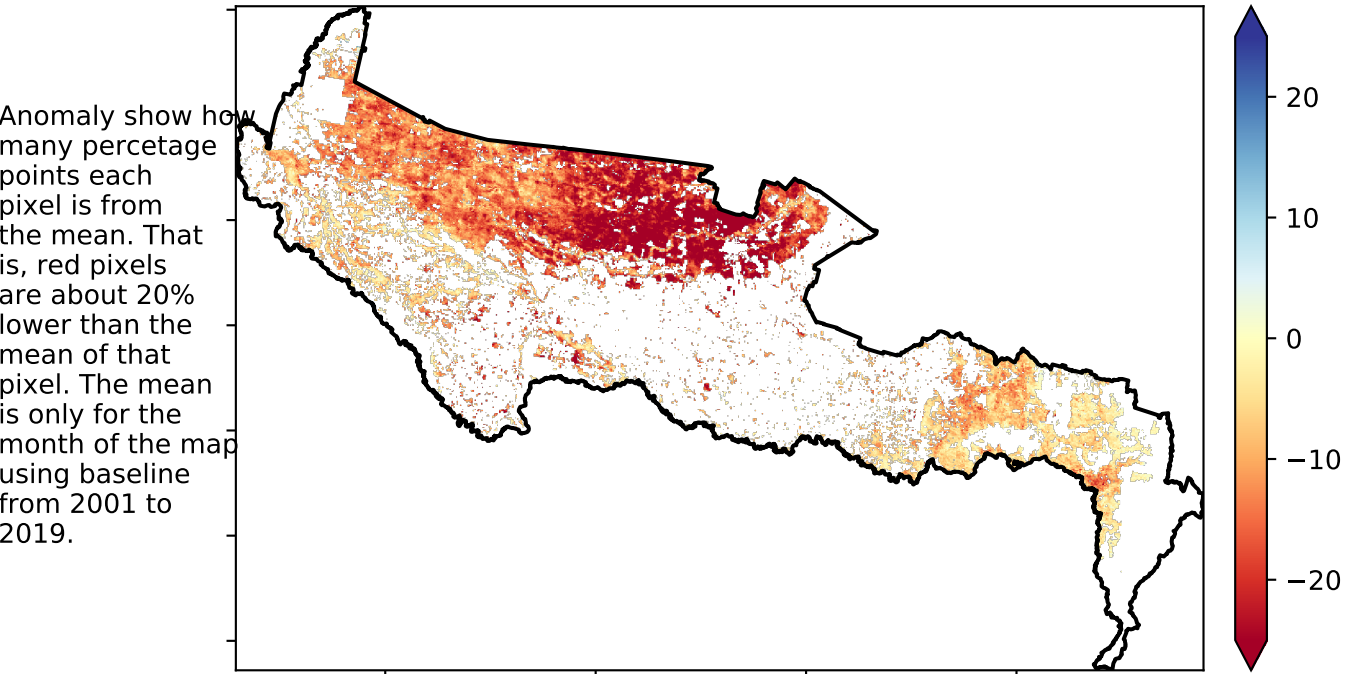 Anomaly show how
many percetage
points each
pixel is from
the mean. That
is, red pixels
are about 20%
lower than the
mean of that
pixel. The mean
is only for the
month of the map
using baseline
from 2001 to
2019.
20
10
0
−10
−20